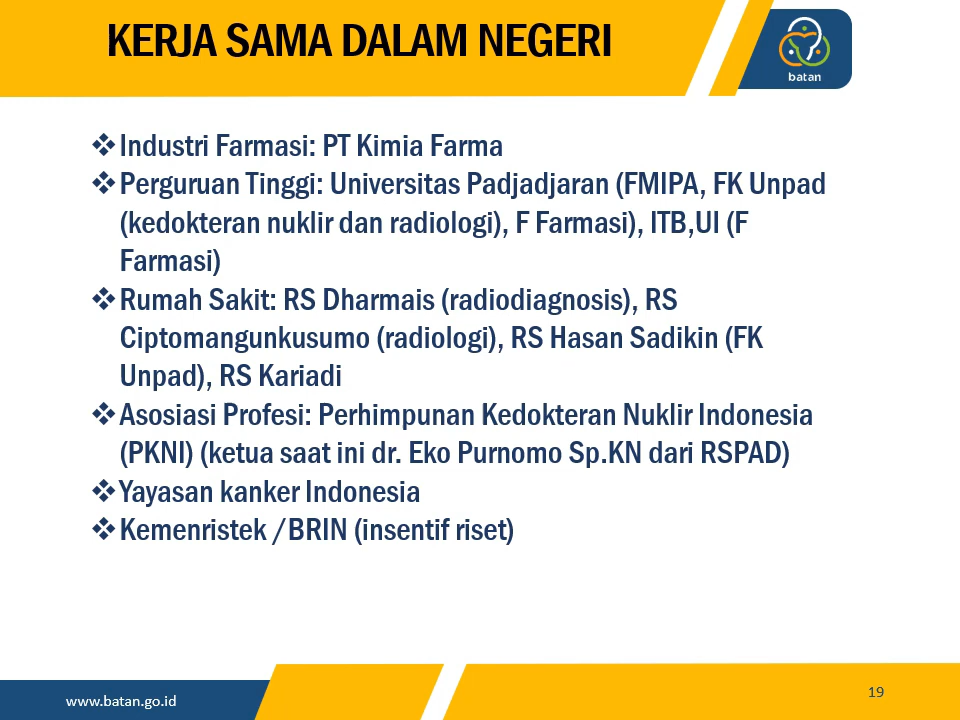 KERJA SAMA DALAM NEGERI
batan
❖Industri Farmasi: PT Kimia Farma
❖Perguruan Tinggi: Universitas Padjadjaran (FMIPA, FK Unpad
(kedokteran nuklir dan radiologi), F Farmasi), ITB,UI (F
Farmasi)
❖Rumah Sakit: RS Dharmais (radiodiagnosis), RS
Ciptomangunkusumo (radiologi), RS Hasan Sadikin (FK
Unpad), RS Kariadi
❖Asosiasi Profesi: Perhimpunan Kedokteran Nuklir Indonesia
(PKNI) (ketua saat ini dr. Eko Purnomo Sp.KN dari RSPAD)
❖Yayasan kanker Indonesia
❖Kemenristek /BRIN (insentif riset)
www.batan.go.id
19